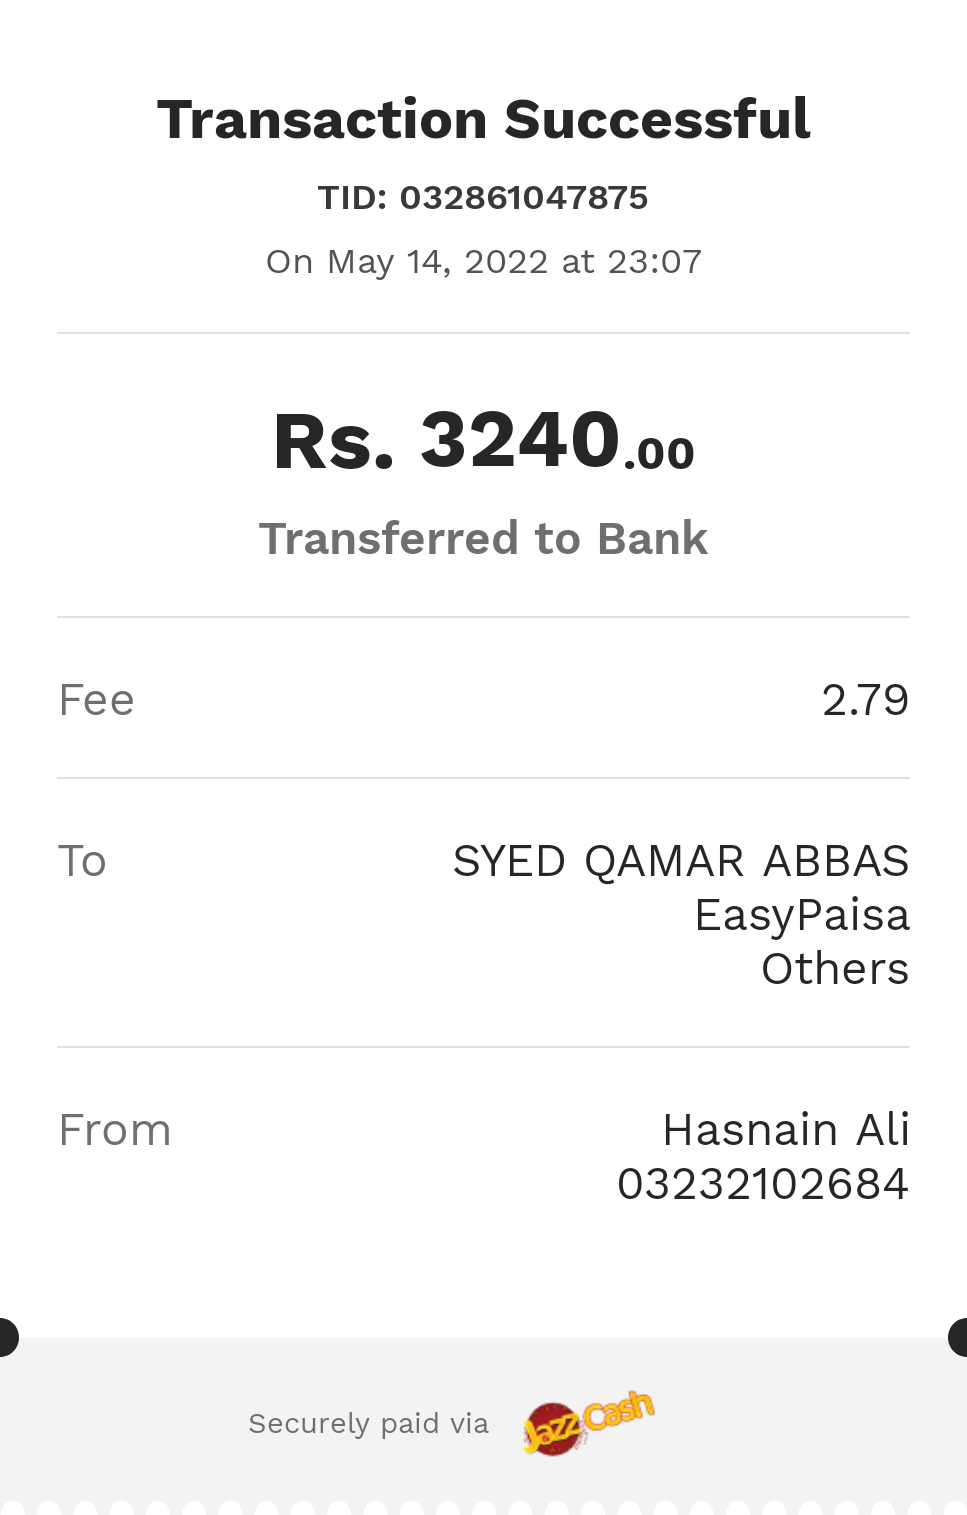 Transaction Successful
TID: 032861047875
On May 14, 2022 at 23:07
Rs. 3240.00
Transferred to Bank
Fee 2.79
To SYED QAMAR ABBAS
EasyPaisa
Others
From Hasnain Ali
03232102684
Securely paid via JazzCash